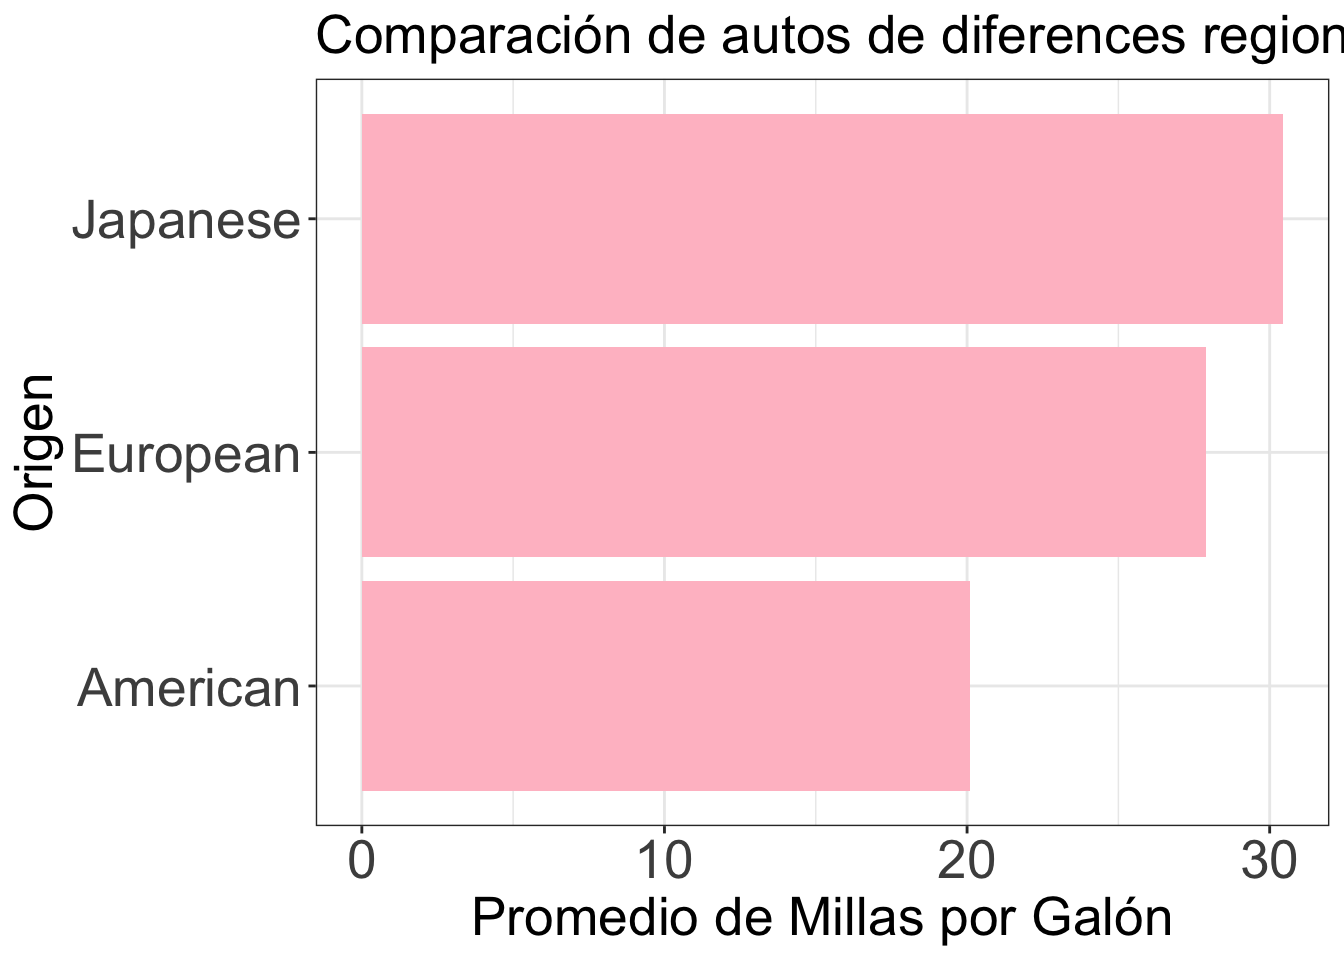 Comparación de autos de diferences region
Japanese
European
American
Origen
0 10 20 30
Promedio de Millas por Galón